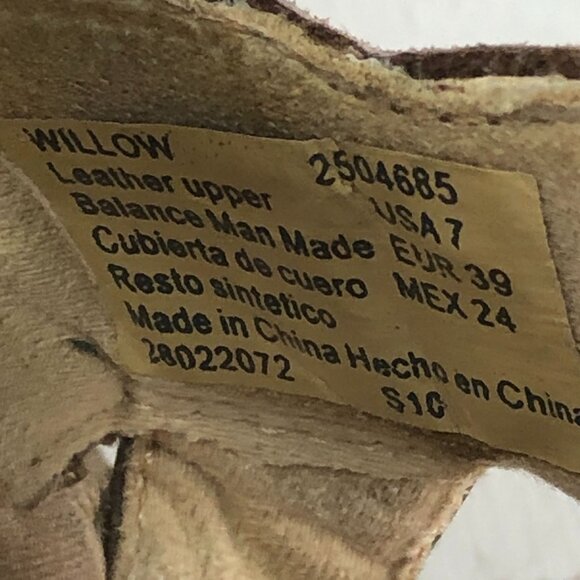 WILLOW 2504685
Leather upper USA 7
Balance Man Made EUR 39
Cubierta de cuero MEX 24
Resto sintetico
Made in China Hecho en China
28022072 S10